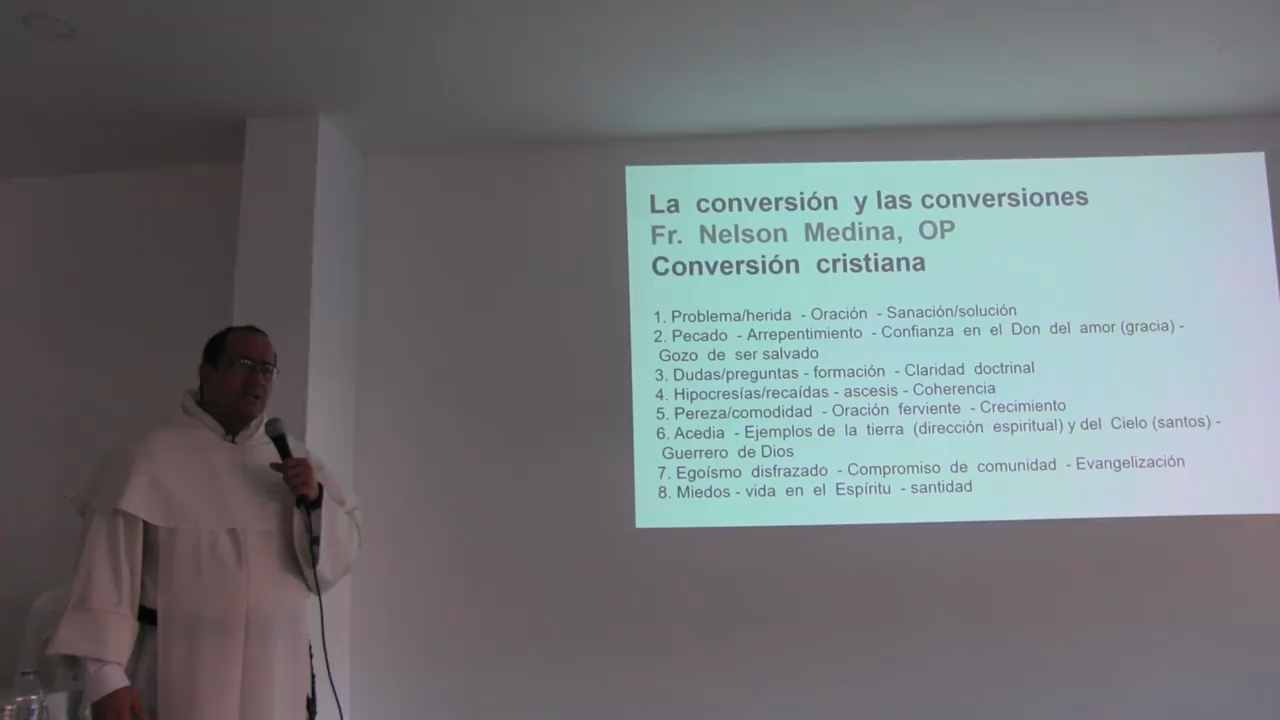 La conversión y las conversiones
Fr. Nelson Medina, OP
Conversión cristiana
1. Problema/herida - Oración - Sanación/solución
2. Pecado - Arrepentimiento - Confianza en el Don del amor (gracia) -
Gozo de ser salvado
3. Dudas/preguntas - formación - Claridad doctrinal
4. Hipocresías/recaídas - ascesis - Coherencia
5. Pereza/comodidad - Oración ferviente - Crecimiento
6. Acedia - Ejemplos de la tierra (dirección espiritual) y del Cielo (santos) -
Guerrero de Dios
7. Egoísmo disfrazado - Compromiso de comunidad - Evangelización
8. Miedos - vida en el Espíritu - santidad